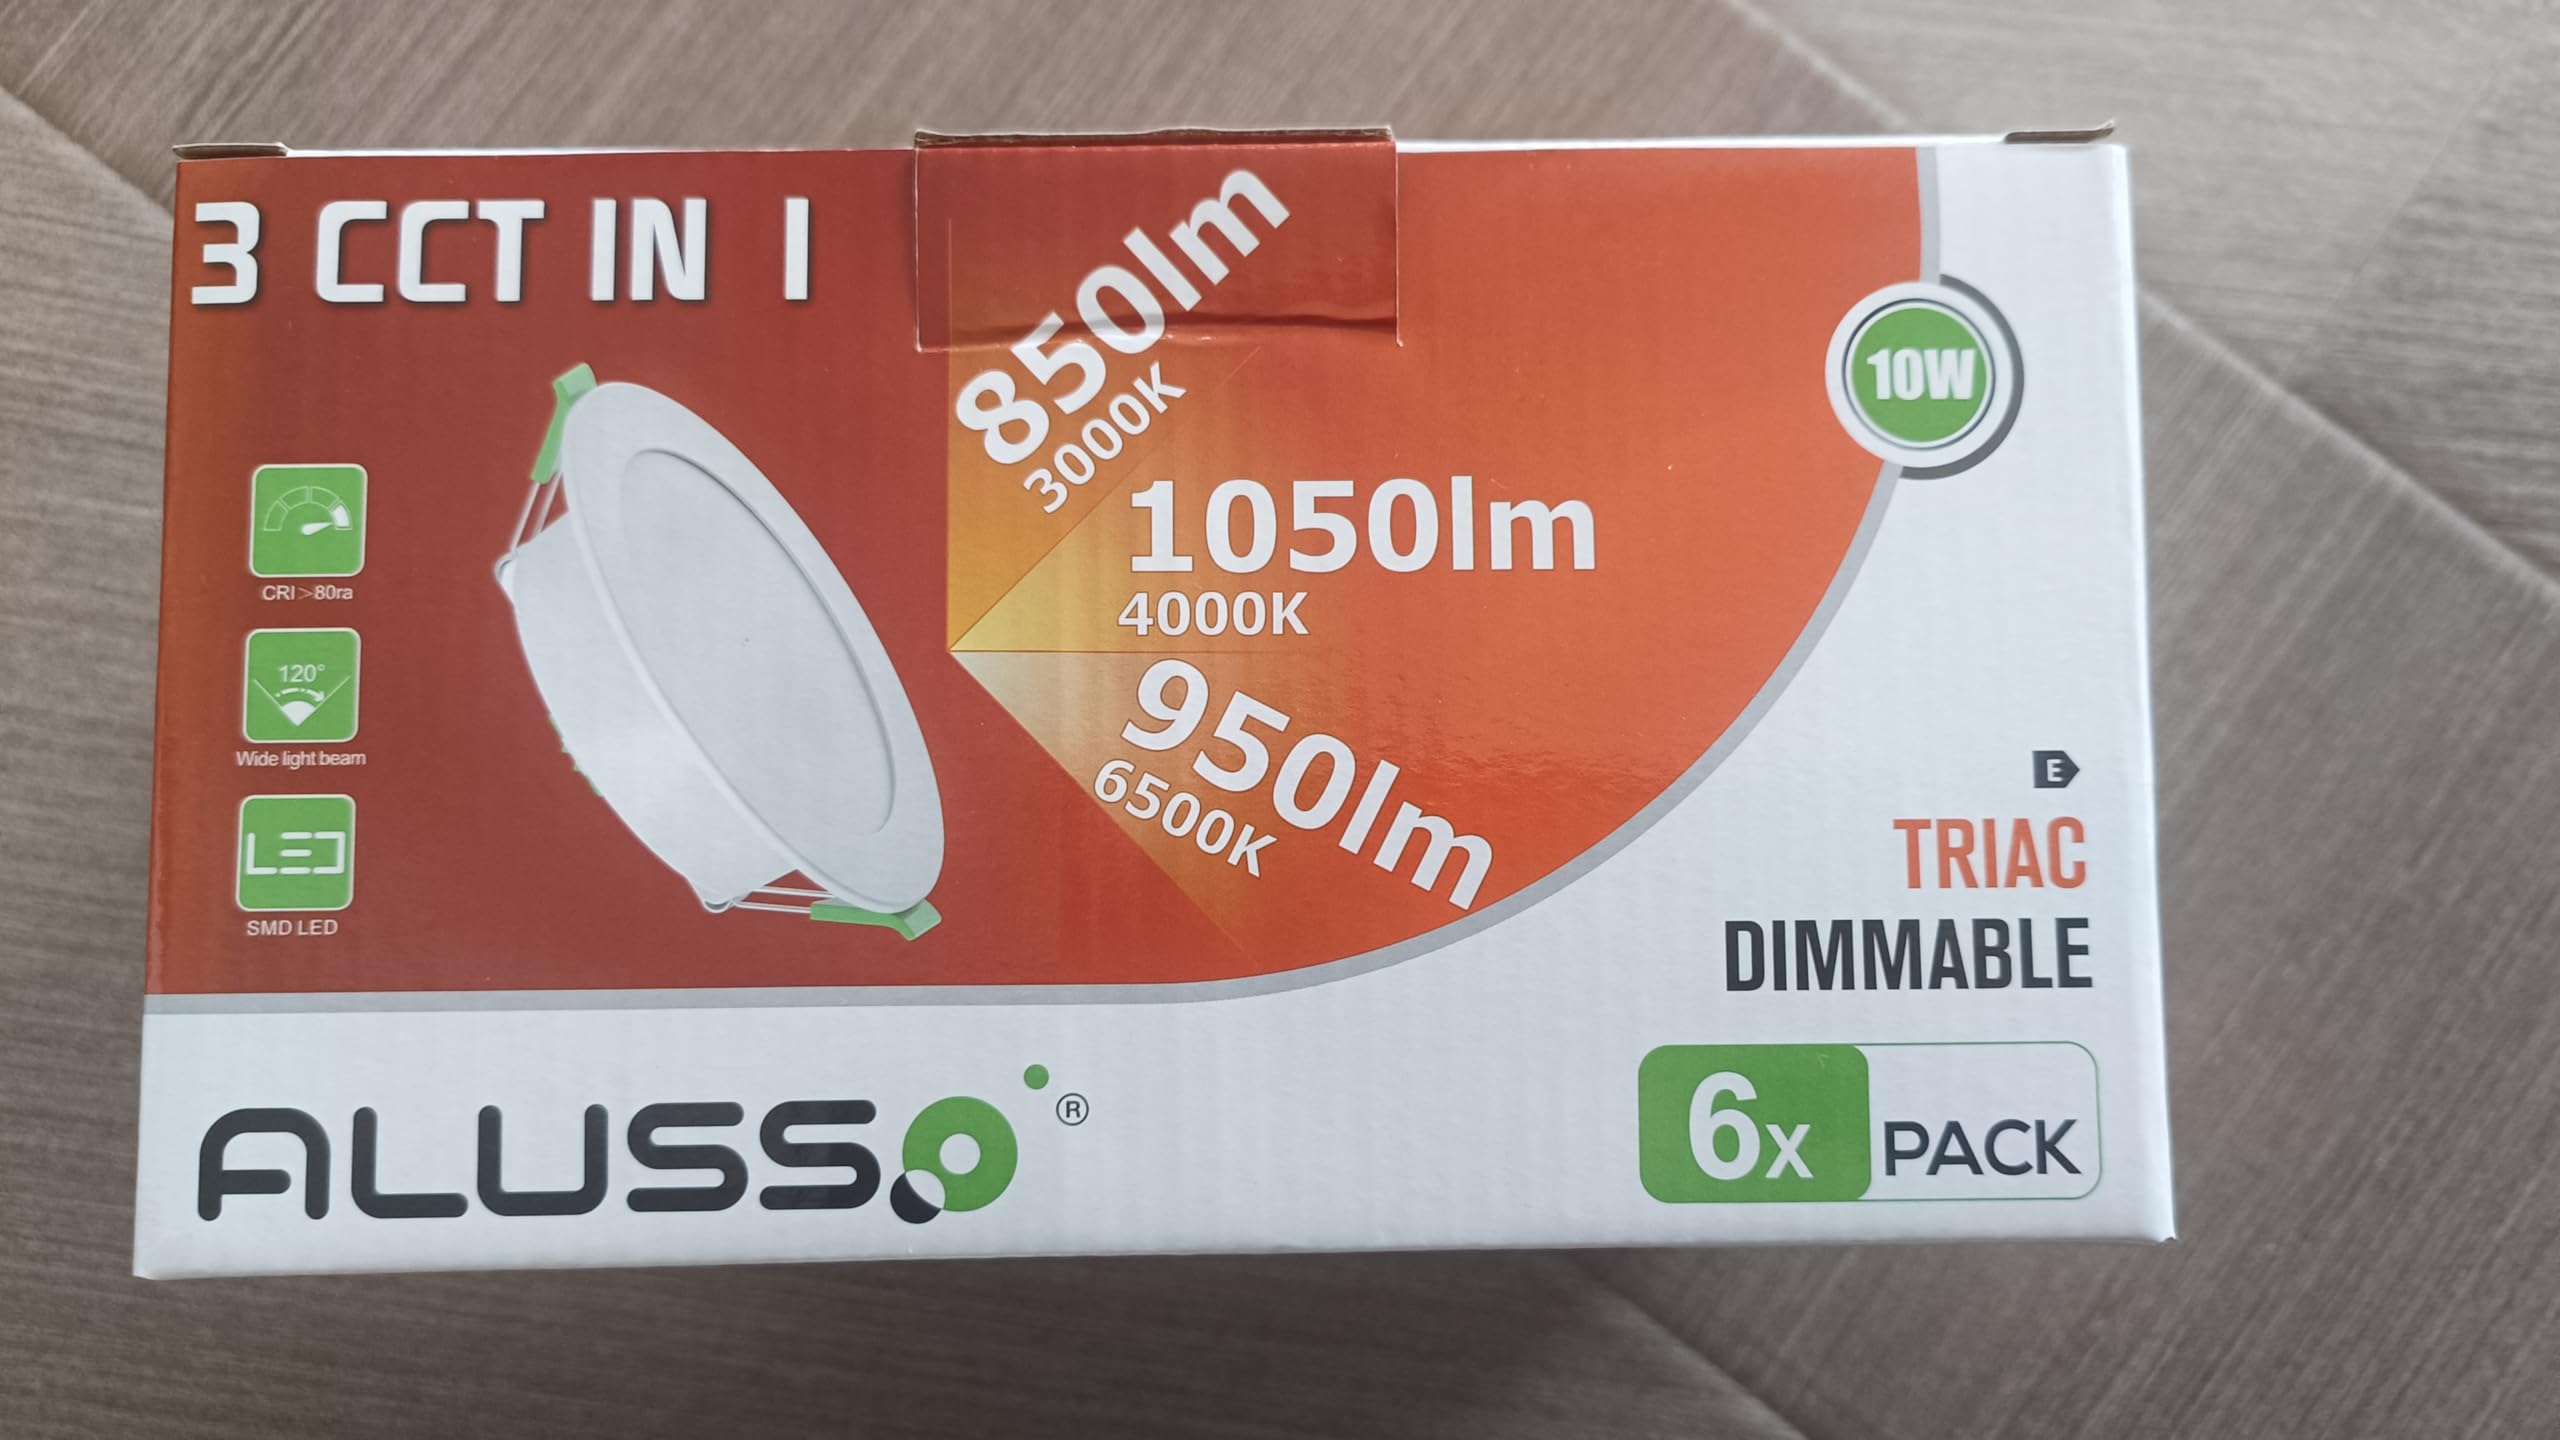 3 CCT IN 1
850lm
3000K
10W
1050lm
4000K
CRI>80ra
950lm
6500K
120°
Wide light beam
LED
SMD LED
E
TRIAC
DIMMABLE
ALUSSO®
6x PACK